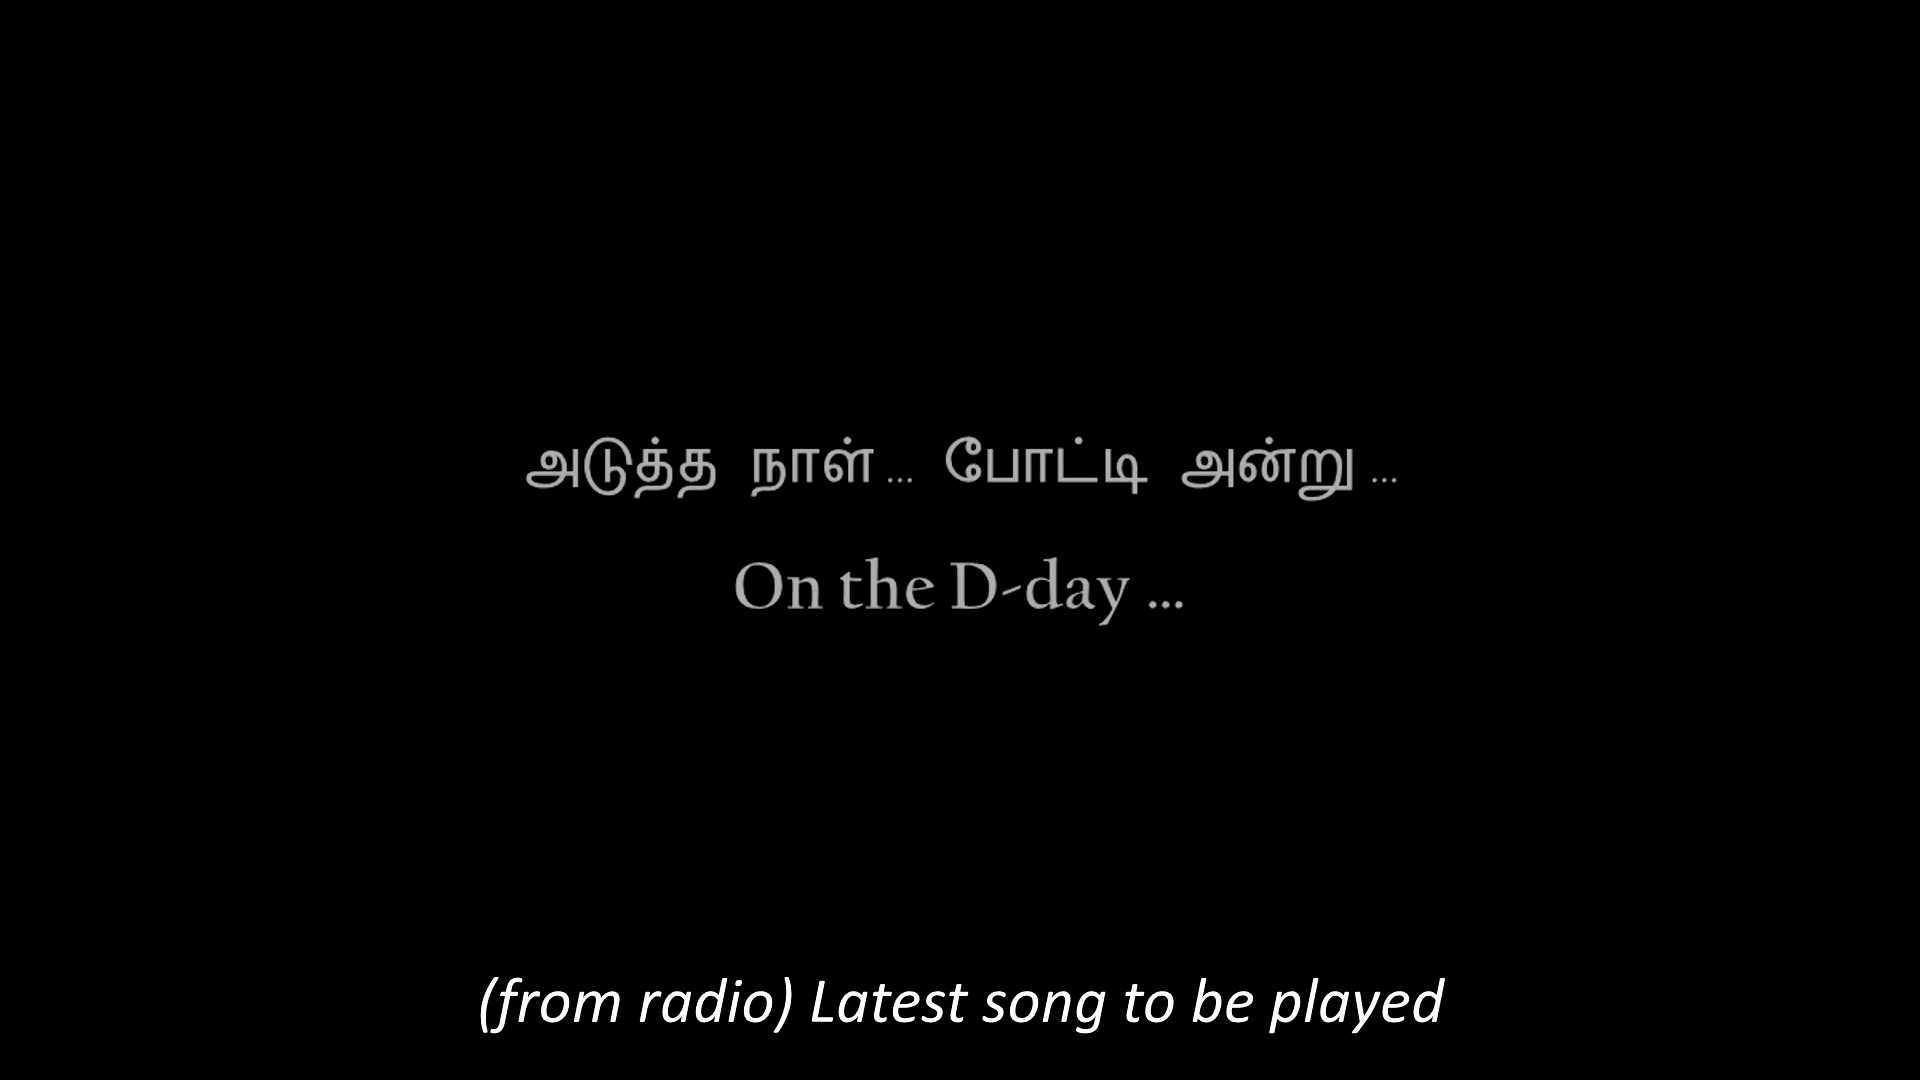 அடுத்த நாள் ... போட்டி அன்று ...
On the D-day ...
(from radio) Latest song to be played